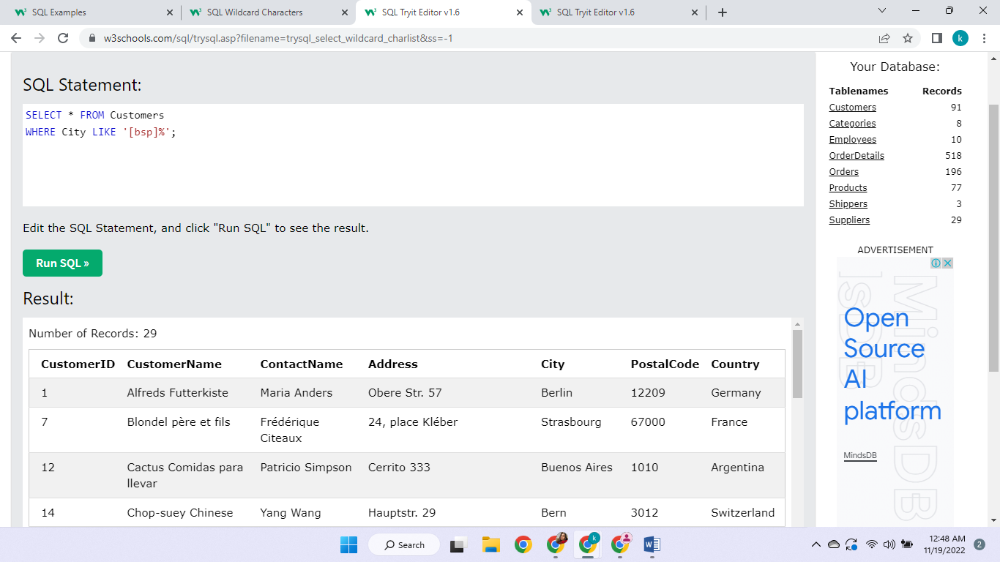 SQL Examples
SQL Wildcard Characters
SQL Tryit Editor v1.6
SQL Tryit Editor v1.6
w3schools.com/sql/trysql.asp?filename=trysql_select_wildcard_charlist&ss=-1
k
SQL Statement:
SELECT * FROM Customers
WHERE City LIKE '[bsp]%';
Edit the SQL Statement, and click "Run SQL" to see the result.
Run SQL »
Result:
Number of Records: 29
CustomerID CustomerName ContactName Address City PostalCode Country
1 Alfreds Futterkiste Maria Anders Obere Str. 57 Berlin 12209 Germany
7 Blondel père et fils Frédérique Citeaux 24, place Kléber Strasbourg 67000 France
12 Cactus Comidas para llevar Patricio Simpson Cerrito 333 Buenos Aires 1010 Argentina
14 Chop-suey Chinese Yang Wang Hauptstr. 29 Bern 3012 Switzerland
Your Database:
Tablenames Records
Customers 91
Categories 8
Employees 10
OrderDetails 518
Orders 196
Products 77
Shippers 3
Suppliers 29
ADVERTISEMENT
Open
Source
AI
platform
MindsDB
MindsDB
Search
k
12:48 AM
11/19/2022
2